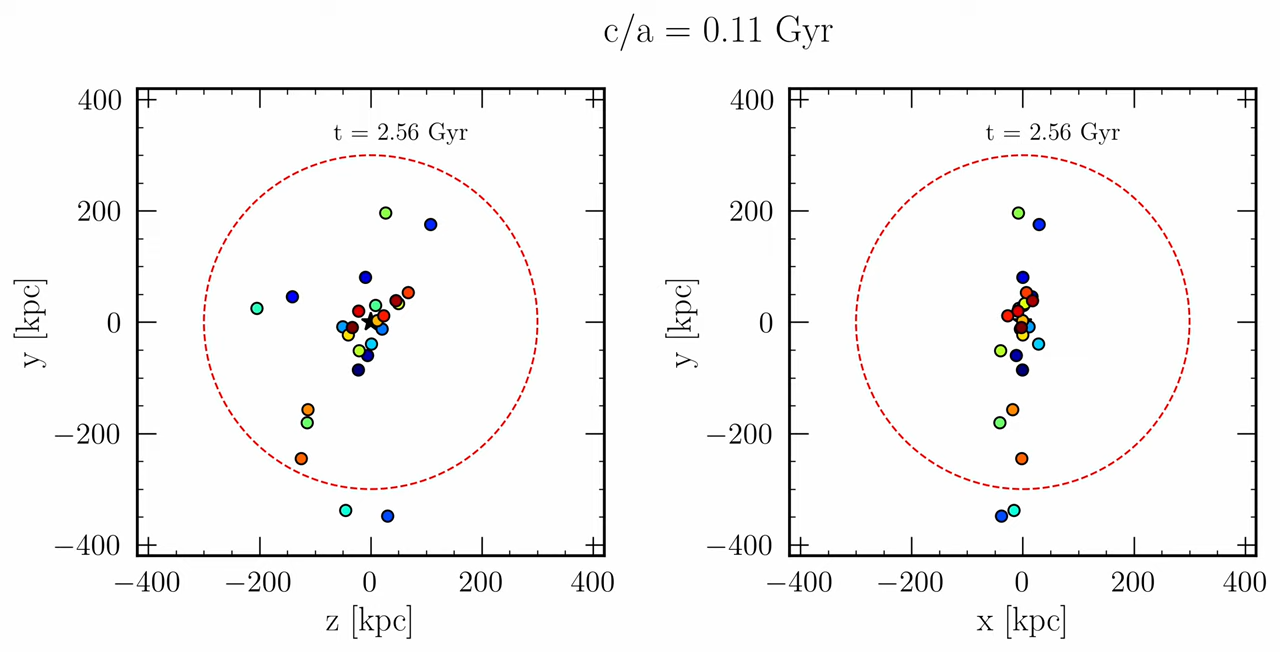 c/a = 0.11 Gyr
t = 2.56 Gyr
400
200
0
−200
−400
y [kpc]
−400 −200 0 200 400
z [kpc]
t = 2.56 Gyr
400
200
0
−200
−400
y [kpc]
−400 −200 0 200 400
x [kpc]